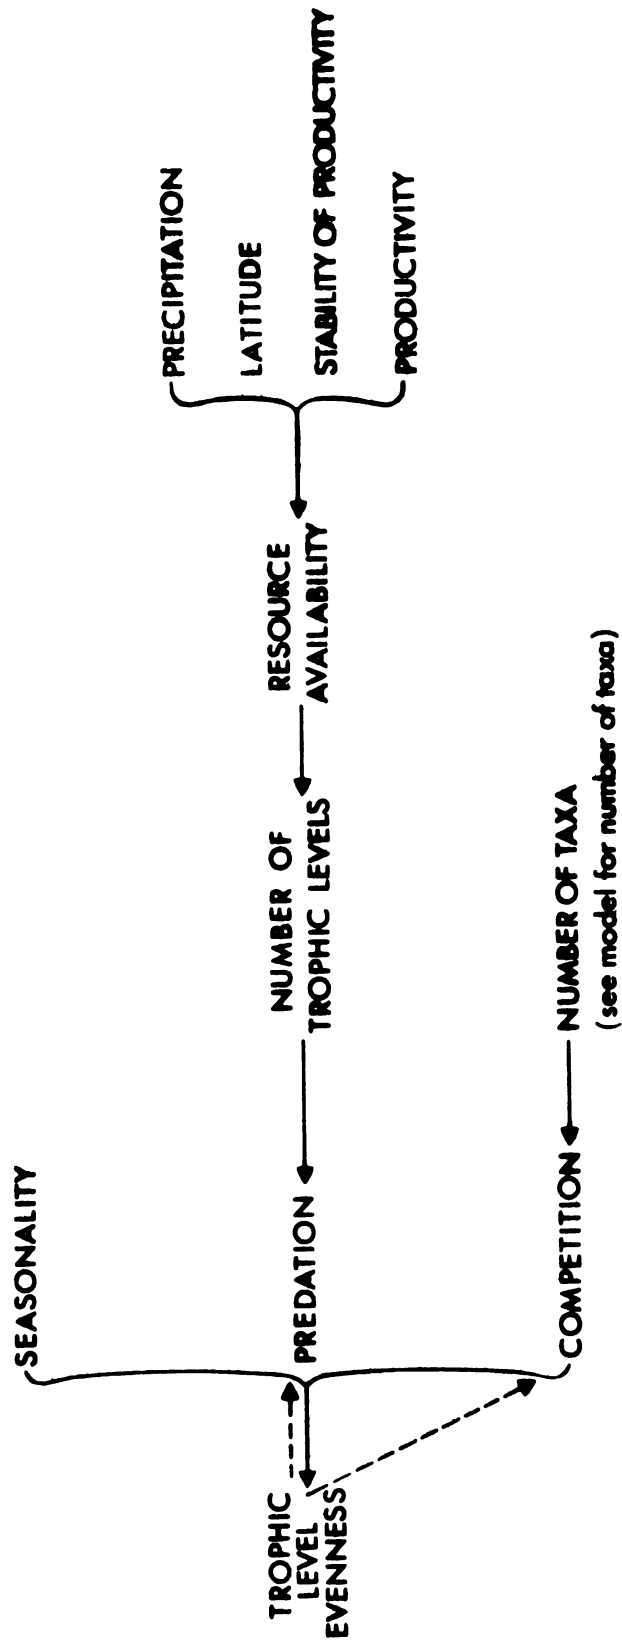 SEASONALITY
TROPHIC
LEVEL
EVENNESS
PREDATION
NUMBER OF
TROPHIC LEVELS
RESOURCE
AVAILABILITY
PRECIPITATION
LATITUDE
STABILITY OF PRODUCTIVITY
PRODUCTIVITY
COMPETITION
NUMBER OF TAXA
(see model for number of taxa)